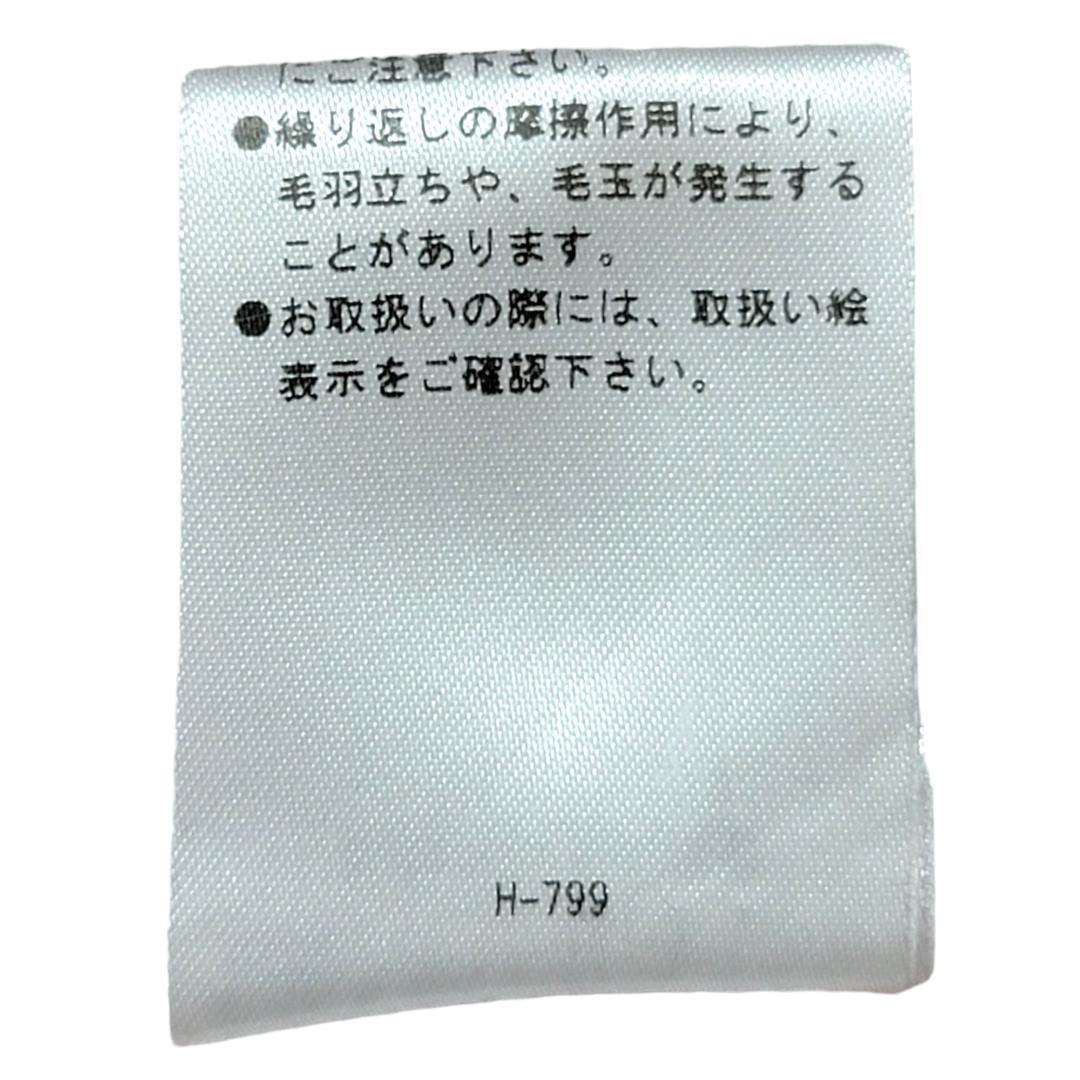 にご注意下さい。
●繰り返しの摩擦作用により、
毛羽立ちや、毛玉が発生する
ことがあります。
●お取扱いの際には、取扱い絵
表示をご確認下さい。
H-799